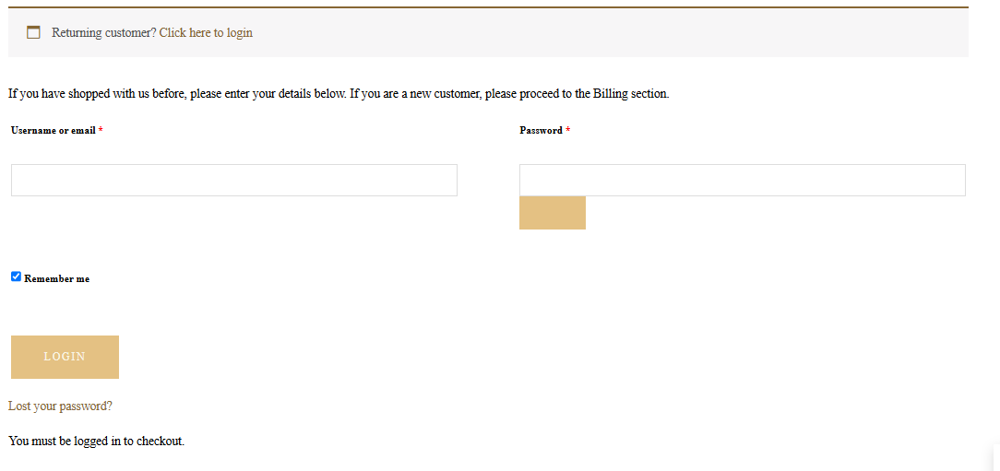 Returning customer? Click here to login
If you have shopped with us before, please enter your details below. If you are a new customer, please proceed to the Billing section.
Username or email *
Password *
Remember me
LOGIN
Lost your password?
You must be logged in to checkout.